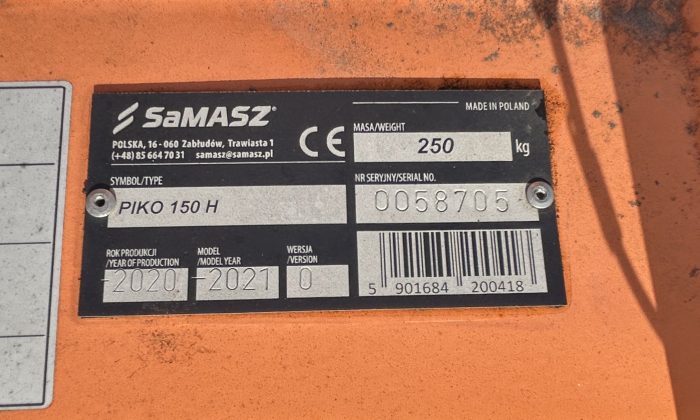 SaMASZ®
MADE IN POLAND
POLSKA, 16 - 060 Zabłudów, Trawiasta 1
(+48) 85 664 70 31 samasz@samasz.pl
CE
MASA/WEIGHT
250 kg
SYMBOL/TYPE
PIKO 150 H
NR SERYJNY/SERIAL NO.
0058705
ROK PRODUKCJI
/YEAR OF PRODUCTION
-2020
MODEL
/MODEL YEAR
-2021
WERSJA
/VERSION
0
5 901684 200418